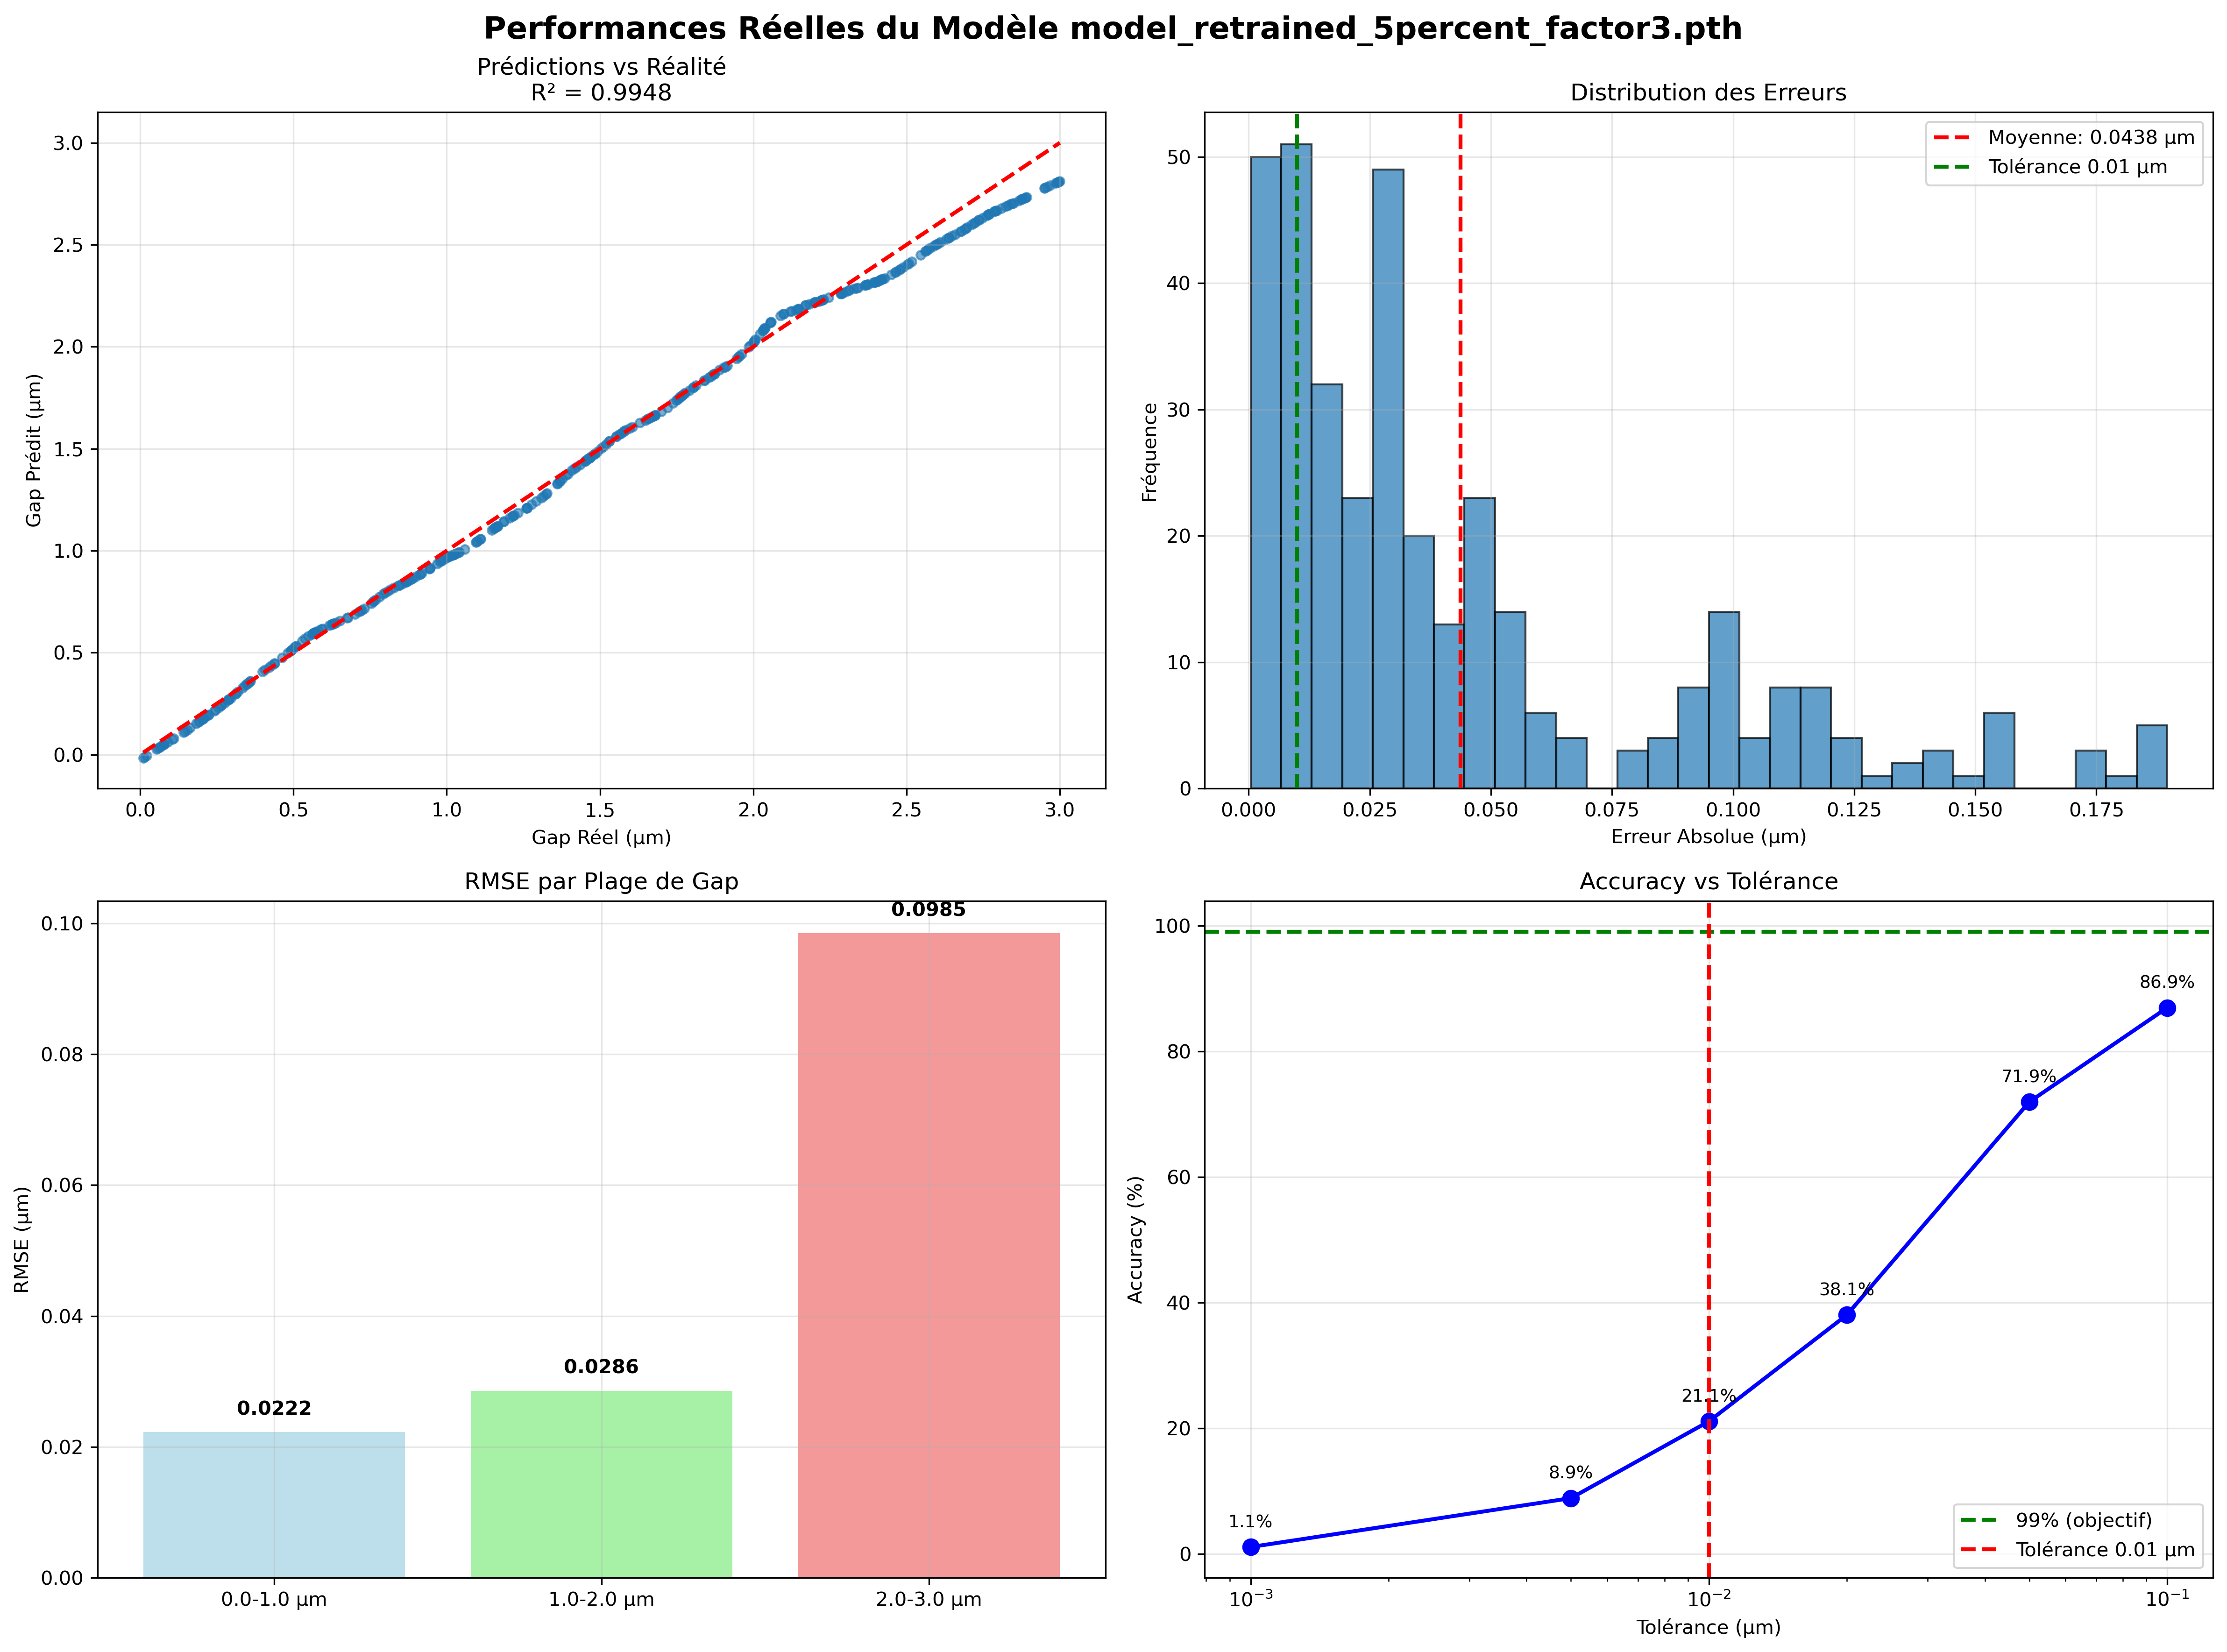 Performances Réelles du Modèle model_retrained_5percent_factor3.pth
Prédictions vs Réalité
R² = 0.9948
3.0
2.5
2.0
1.5
1.0
0.5
0.0
Gap Prédit (µm)
0.0 0.5 1.0 1.5 2.0 2.5 3.0
Gap Réel (µm)
Distribution des Erreurs
Moyenne: 0.0438 µm
Tolérance 0.01 µm
50
40
30
20
10
0
Fréquence
0.000 0.025 0.050 0.075 0.100 0.125 0.150 0.175
Erreur Absolue (µm)
RMSE par Plage de Gap
0.10
0.08
0.06
0.04
0.02
0.00
RMSE (µm)
0.0222
0.0286
0.0985
0.0-1.0 µm 1.0-2.0 µm 2.0-3.0 µm
Accuracy vs Tolérance
100
80
60
40
20
0
Accuracy (%)
1.1%
8.9%
21.1%
38.1%
71.9%
86.9%
99% (objectif)
Tolérance 0.01 µm
10⁻³ 10⁻² 10⁻¹
Tolérance (µm)